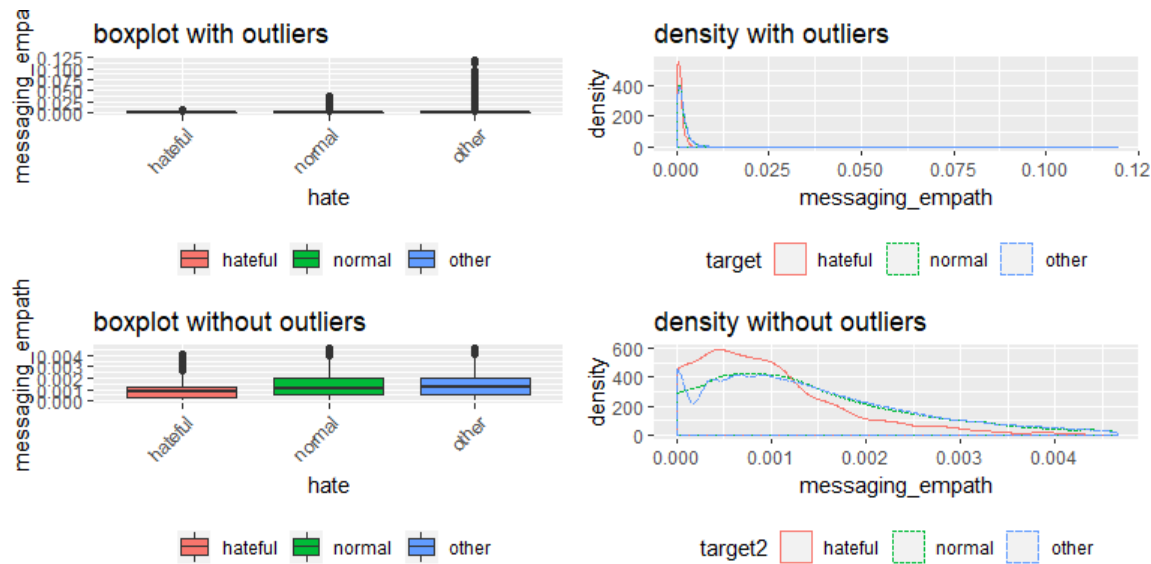 boxplot with outliers
messaging_empa
0.125
0.100
0.075
0.050
0.025
0.000
hateful
normal
other
hate
hateful normal other
density with outliers
density
400
200
0
0.000 0.025 0.050 0.075 0.100 0.12
messaging_empath
target hateful normal other
boxplot without outliers
messaging_empath
0.004
0.003
0.002
0.001
0.000
hateful
normal
other
hate
hateful normal other
density without outliers
density
600
400
200
0
0.000 0.001 0.002 0.003 0.004
messaging_empath
target2 hateful normal other